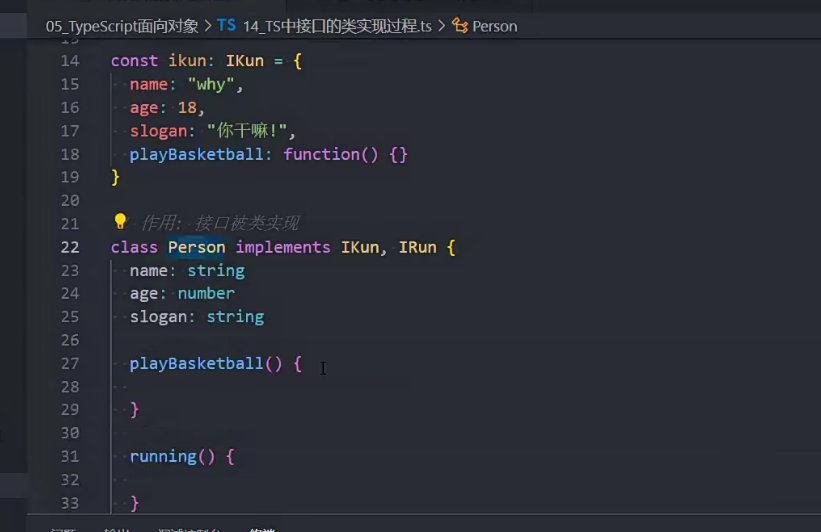 05_TypeScript面向对象 > TS 14_TS中接口的类实现过程.ts > Person
14 const ikun: IKun = {
15 name: "why",
16 age: 18,
17 slogan: "你干嘛!",
18 playBasketball: function() {}
19 }
20
21 作用: 接口被类实现
22 class Person implements IKun, IRun {
23 name: string
24 age: number
25 slogan: string
26
27 playBasketball() {
28
29 }
30
31 running() {
32
33 }